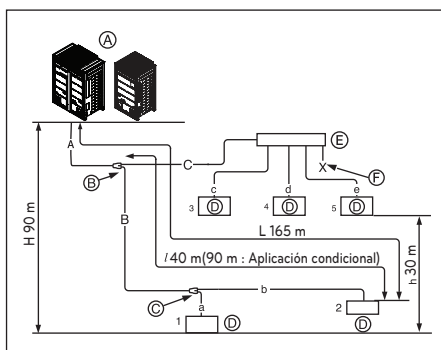 Ⓐ
A
Ⓔ
C
X
Ⓕ
Ⓑ
c
d
e
3 Ⓓ
4 Ⓓ
5 Ⓓ
H 90 m
B
L 165 m
l 40 m(90 m : Aplicación condicional)
h 30 m
b
Ⓒ
a
2
1 Ⓓ
Ⓓ